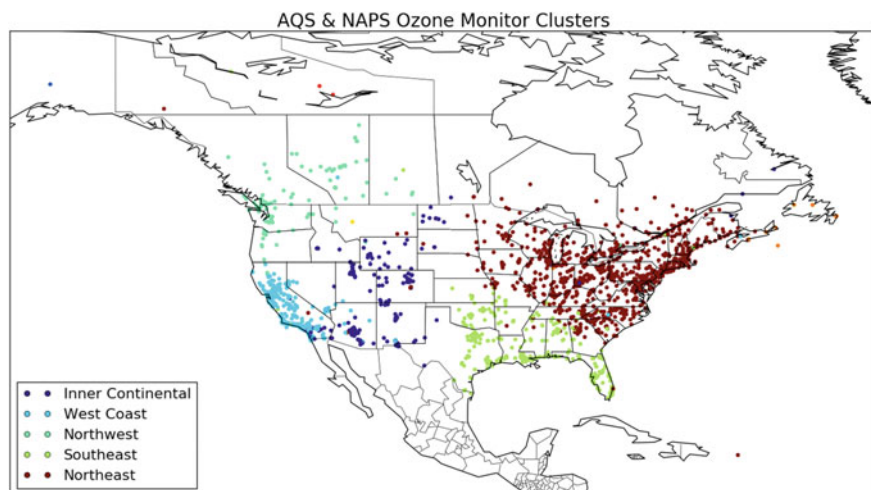 AQS & NAPS Ozone Monitor Clusters
Inner Continental
West Coast
Northwest
Southeast
Northeast